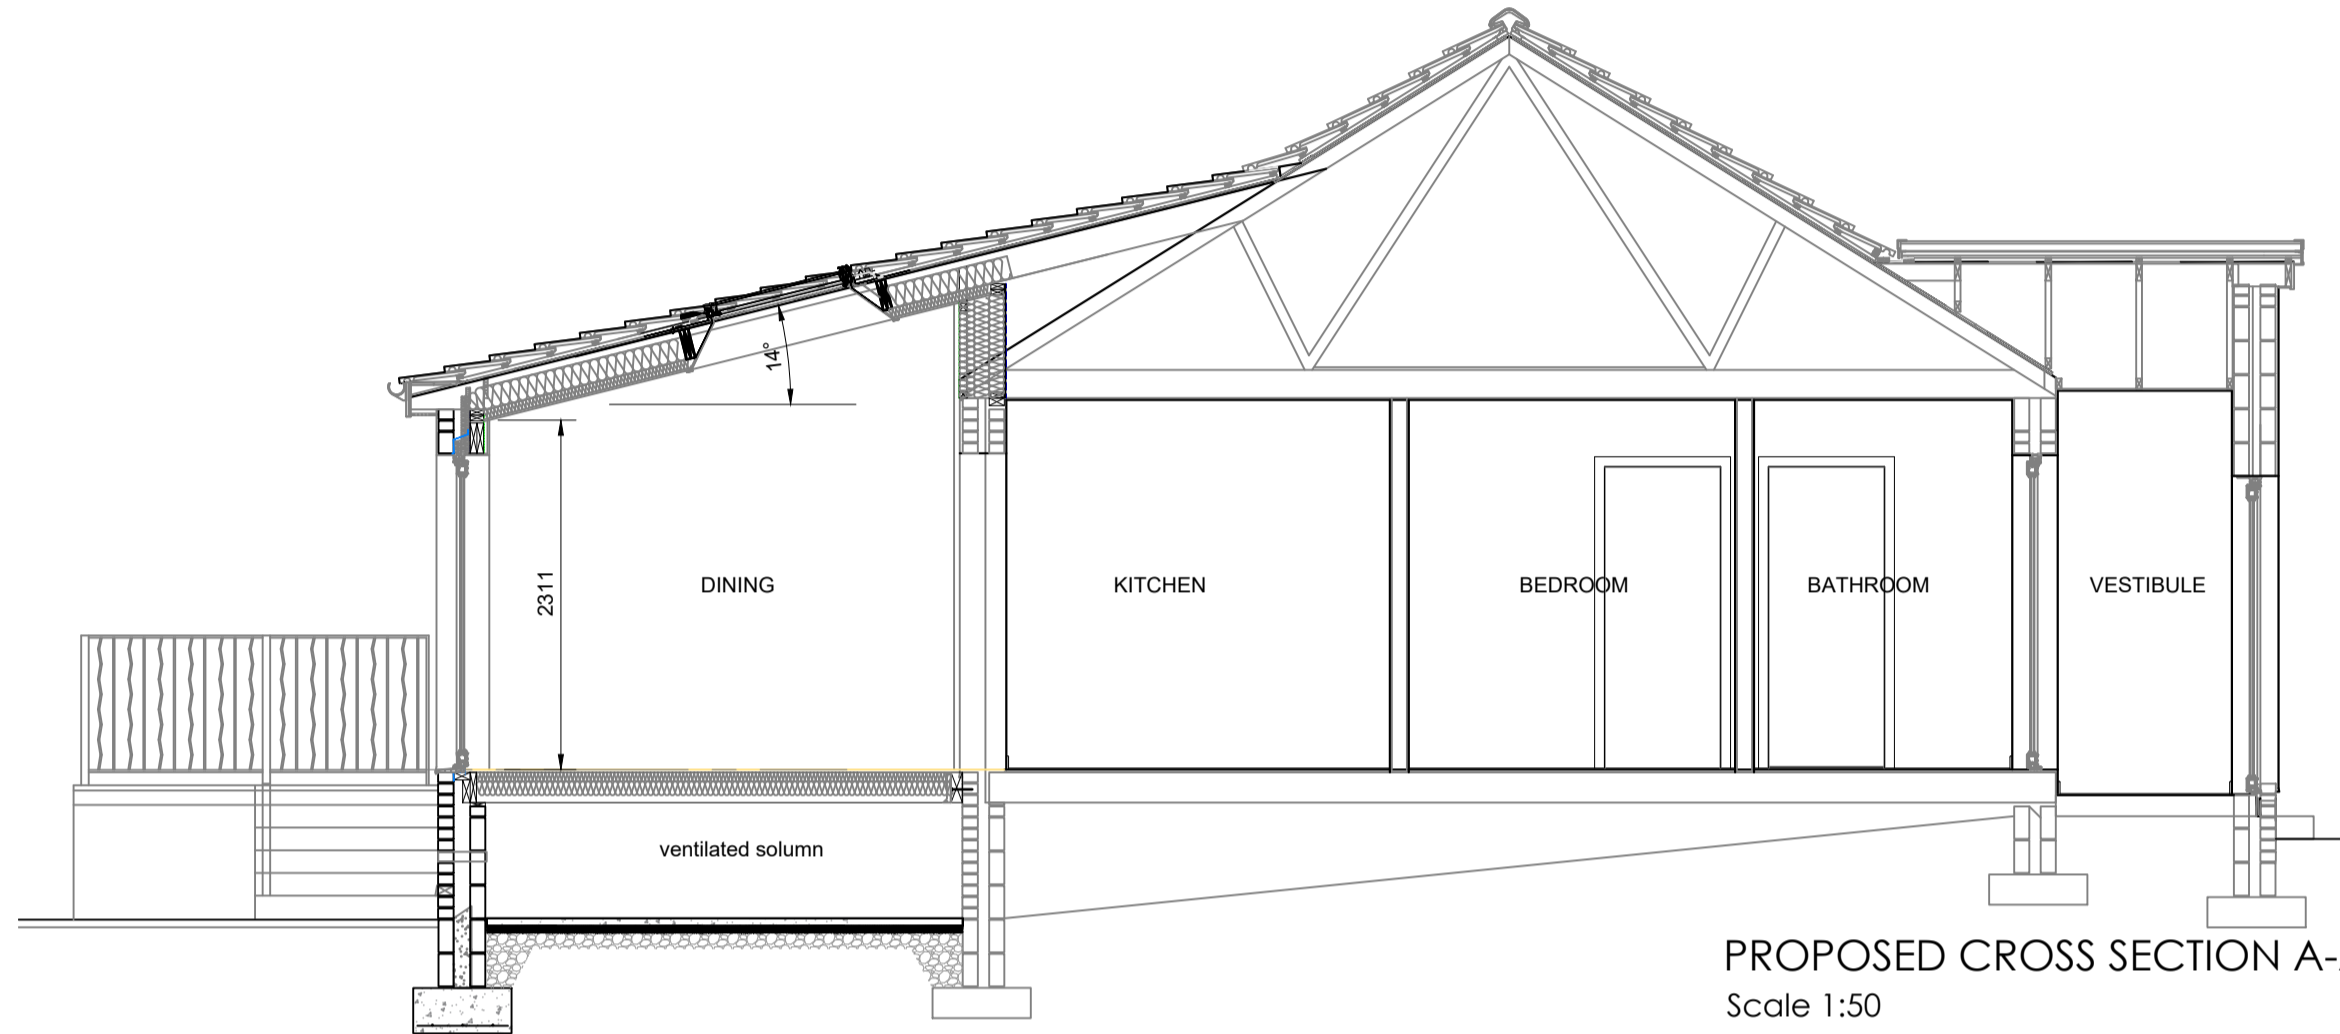 14°
2311
DINING
KITCHEN
BEDROOM
BATHROOM
VESTIBULE
ventilated solumn
PROPOSED CROSS SECTION A-
Scale 1:50